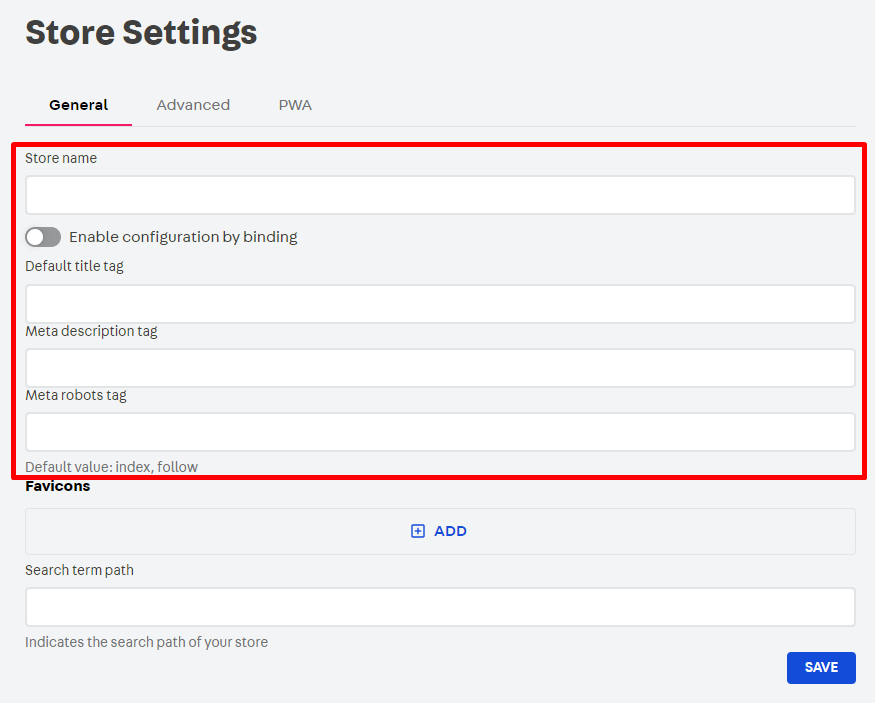 Store Settings
General Advanced PWA
Store name
Enable configuration by binding
Default title tag
Meta description tag
Meta robots tag
Default value: index, follow
Favicons
ADD
Search term path
Indicates the search path of your store
SAVE